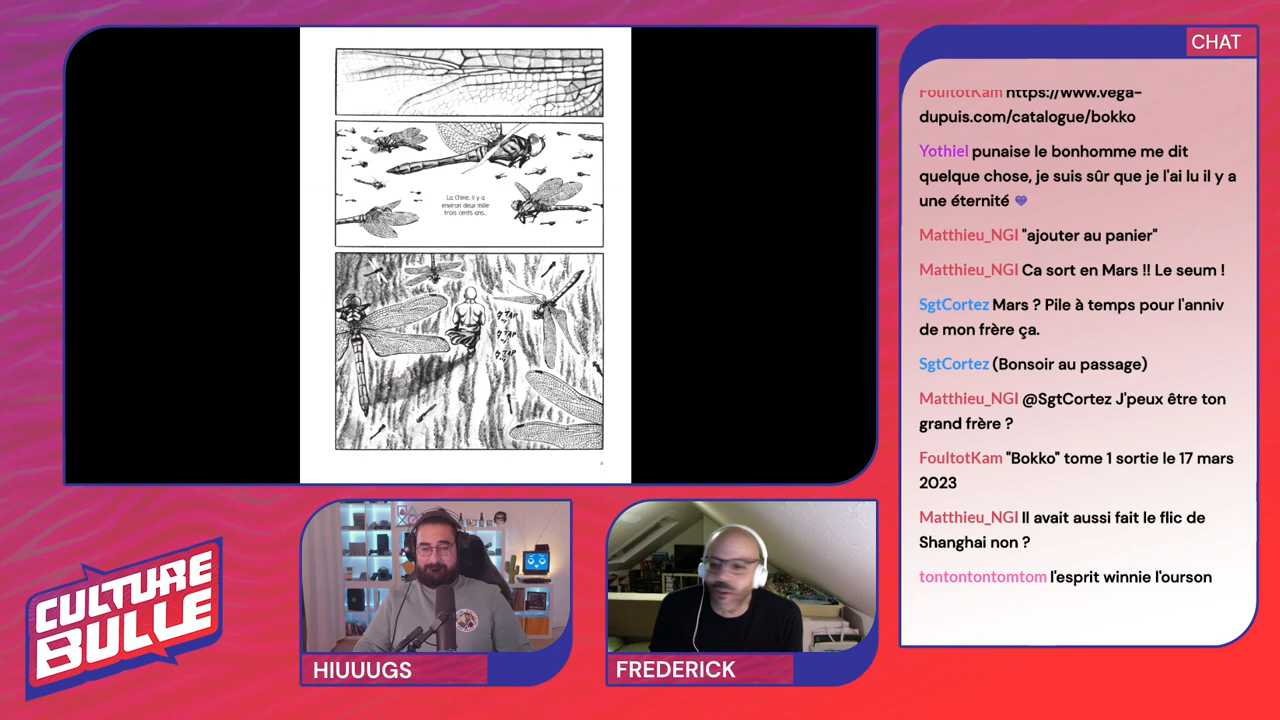 La Chine, il y a
environ deux mille
trois cents ans...
TAP
TAP
TAP
4
CULTURE
BULLE
HIUUUGS
FREDERICK
CHAT
FoultotKam https://www.vega-
dupuis.com/catalogue/bokko
Yothiel punaise le bonhomme me dit
quelque chose, je suis sûr que je l'ai lu il y a
une éternité 💜
Matthieu_NGI "ajouter au panier"
Matthieu_NGI Ca sort en Mars !! Le seum !
SgtCortez Mars ? Pile à temps pour l'anniv
de mon frère ça.
SgtCortez (Bonsoir au passage)
Matthieu_NGI @SgtCortez J'peux être ton
grand frère ?
FoultotKam "Bokko" tome 1 sortie le 17 mars
2023
Matthieu_NGI Il avait aussi fait le flic de
Shanghai non ?
tontontontomtom l'esprit winnie l'ourson